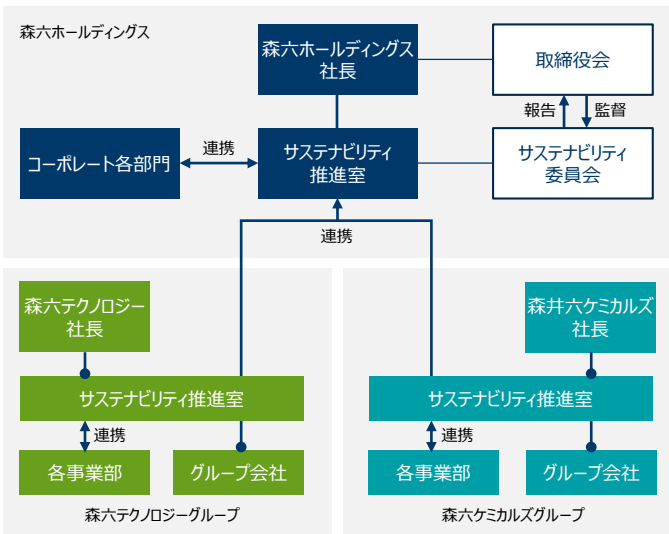 森六ホールディングス
森六ホールディングス
社長
取締役会
報告
監督
コーポレート各部門
連携
サステナビリティ
推進室
サステナビリティ
委員会
連携
森六テクノロジー
社長
サステナビリティ推進室
連携
各事業部
グループ会社
森六テクノロジーグループ
森井六ケミカルズ
社長
サステナビリティ推進室
連携
各事業部
グループ会社
森六ケミカルズグループ